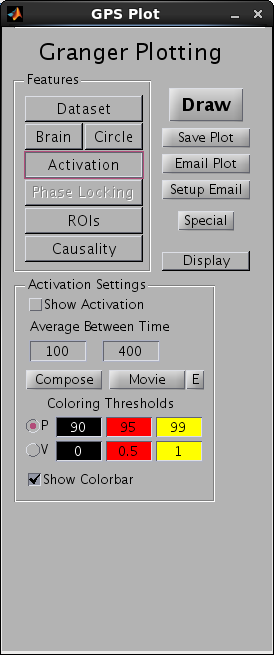 GPS Plot
Granger Plotting
Features
Dataset
Brain Circle
Activation
Phase Locking
ROIs
Causality
Draw
Save Plot
Email Plot
Setup Email
Special
Display
Activation Settings
Show Activation
Average Between Time
100 400
Compose Movie E
Coloring Thresholds
P 90 95 99
V 0 0.5 1
Show Colorbar